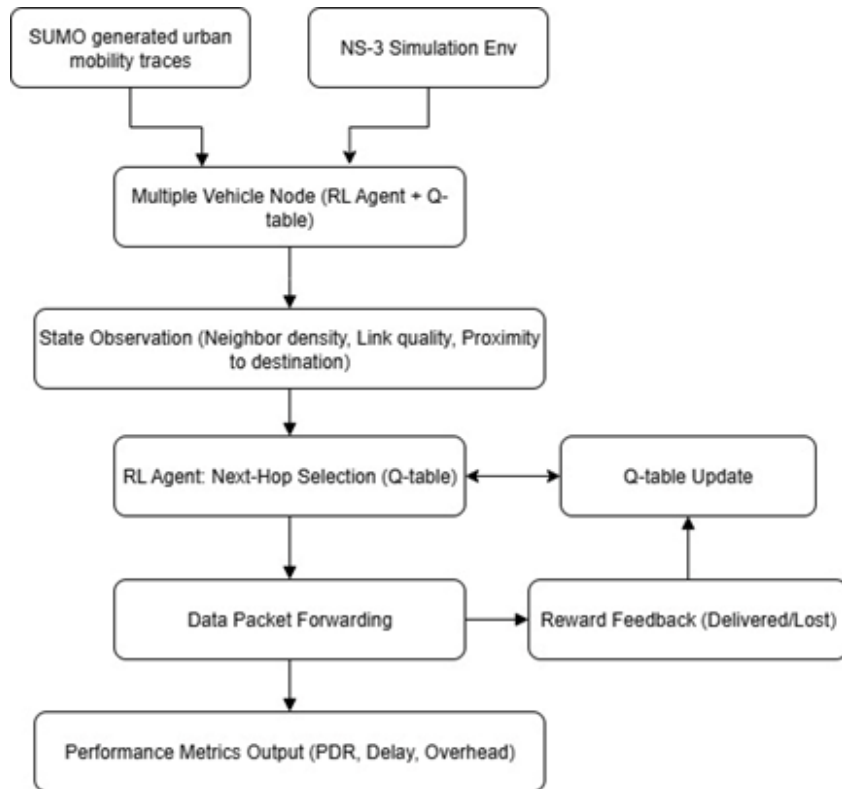 SUMO generated urban
mobility traces
NS-3 Simulation Env
Multiple Vehicle Node (RL Agent + Q-
table)
State Observation (Neighbor density, Link quality, Proximity
to destination)
RL Agent: Next-Hop Selection (Q-table)
Q-table Update
Data Packet Forwarding
Reward Feedback (Delivered/Lost)
Performance Metrics Output (PDR, Delay, Overhead)